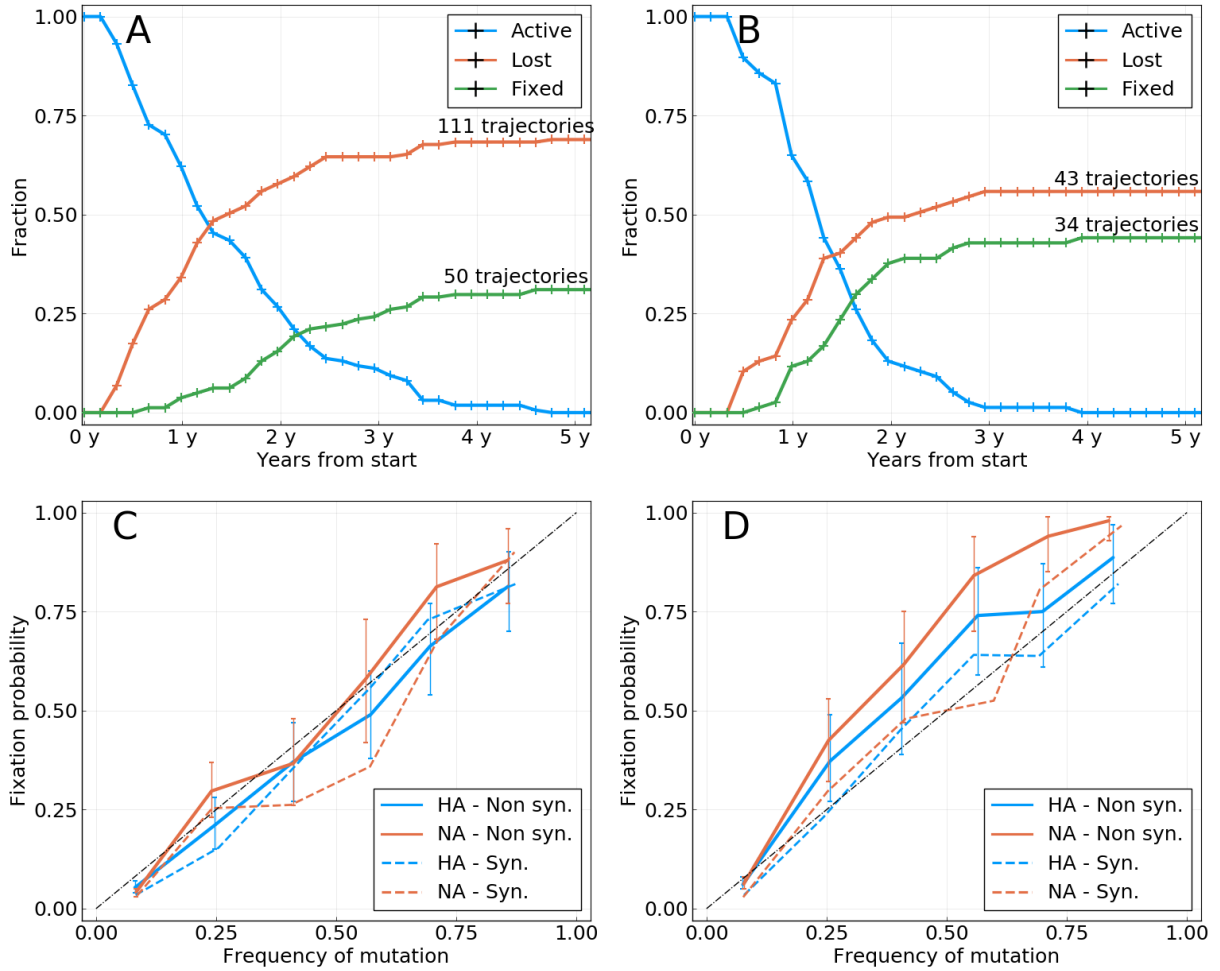 A
1.00
0.75
0.50
0.25
0.00
Fraction
Active
Lost
Fixed
111 trajectories
50 trajectories
0 y
1 y
2 y
3 y
4 y
5 y
Years from start
B
1.00
0.75
0.50
0.25
0.00
Fraction
Active
Lost
Fixed
43 trajectories
34 trajectories
0 y
1 y
2 y
3 y
4 y
5 y
Years from start
C
1.00
0.75
0.50
0.25
0.00
Fixation probability
HA - Non syn.
NA - Non syn.
HA - Syn.
NA - Syn.
0.00
0.25
0.50
0.75
1.00
Frequency of mutation
D
1.00
0.75
0.50
0.25
0.00
Fixation probability
HA - Non syn.
NA - Non syn.
HA - Syn.
NA - Syn.
0.00
0.25
0.50
0.75
1.00
Frequency of mutation